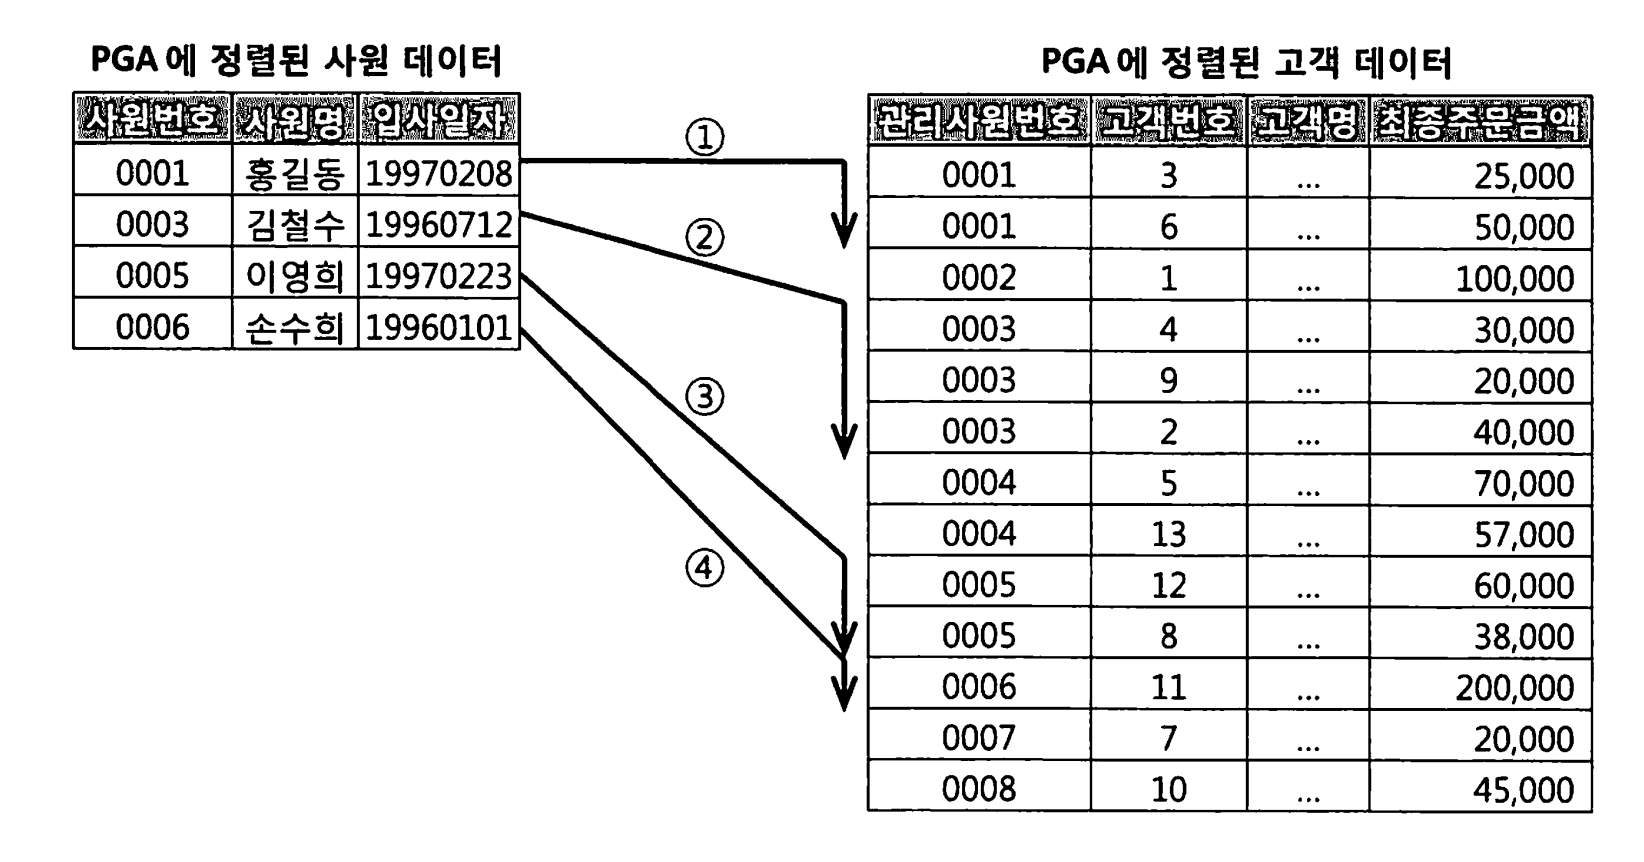 PGA에 정렬된 사원 데이터
사원번호 사원명 입사일자
0001 홍길동 19970208
0003 김철수 19960712
0005 이영희 19970223
0006 손수희 19960101
①
②
③
④
PGA에 정렬된 고객 데이터
관리사원번호 고객번호 고객명 최종주문금액
0001 3 ... 25,000
0001 6 ... 50,000
0002 1 ... 100,000
0003 4 ... 30,000
0003 9 ... 20,000
0003 2 ... 40,000
0004 5 ... 70,000
0004 13 ... 57,000
0005 12 ... 60,000
0005 8 ... 38,000
0006 11 ... 200,000
0007 7 ... 20,000
0008 10 ... 45,000